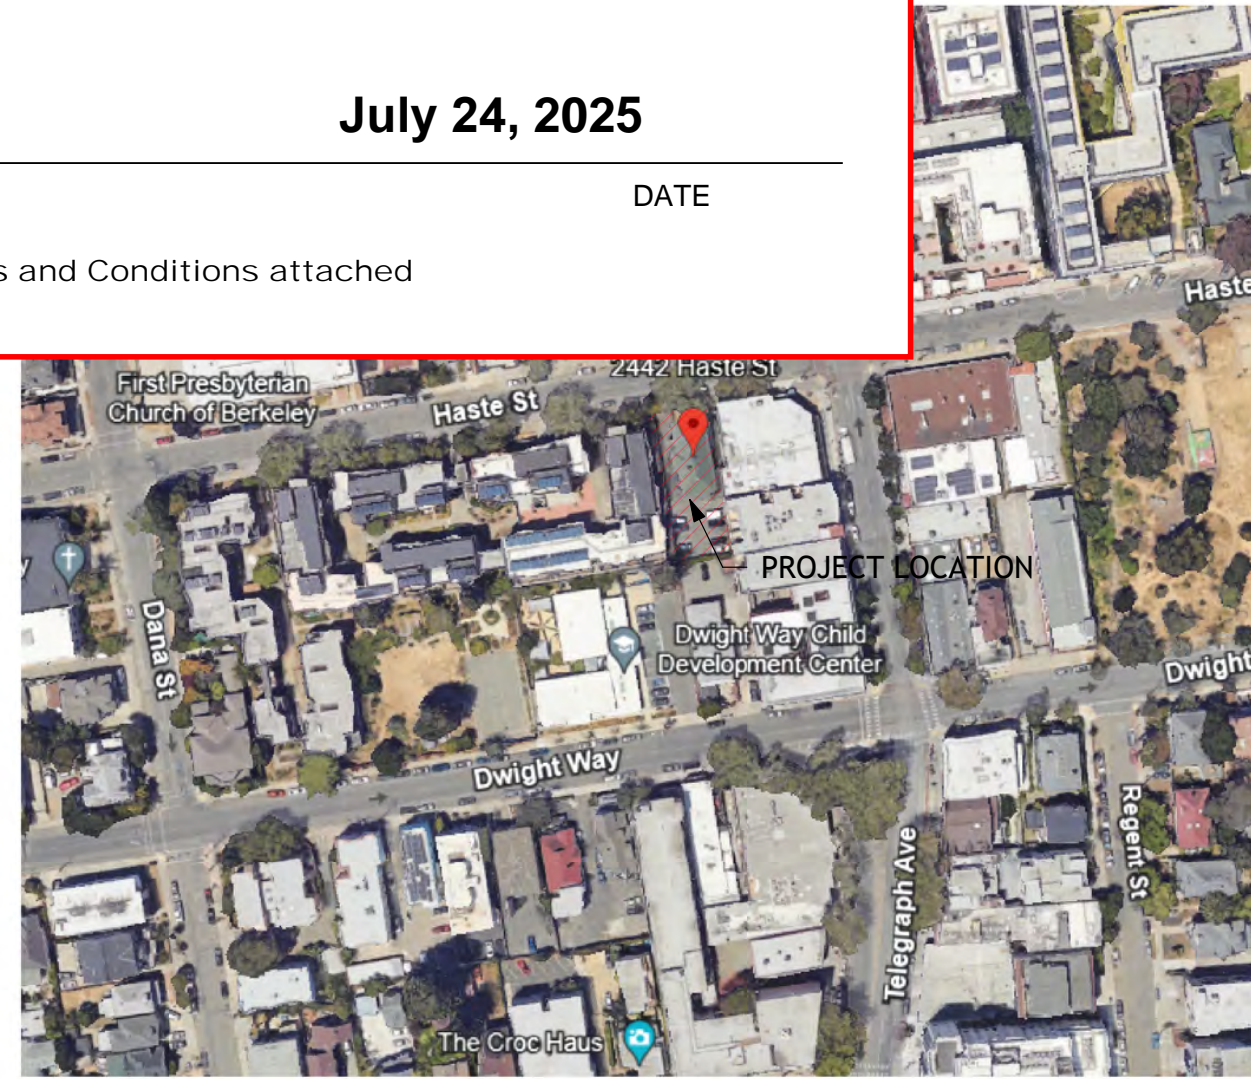 July 24, 2025
DATE
s and Conditions attached
2442 Haste St
Haste
First Presbyterian
Church of Berkeley
Haste St
y
PROJECT LOCATION
Dana St
Dwight Way Child
Development Center
Dwight
Dwight Way
Regent St
Telegraph Ave
The Croc Haus